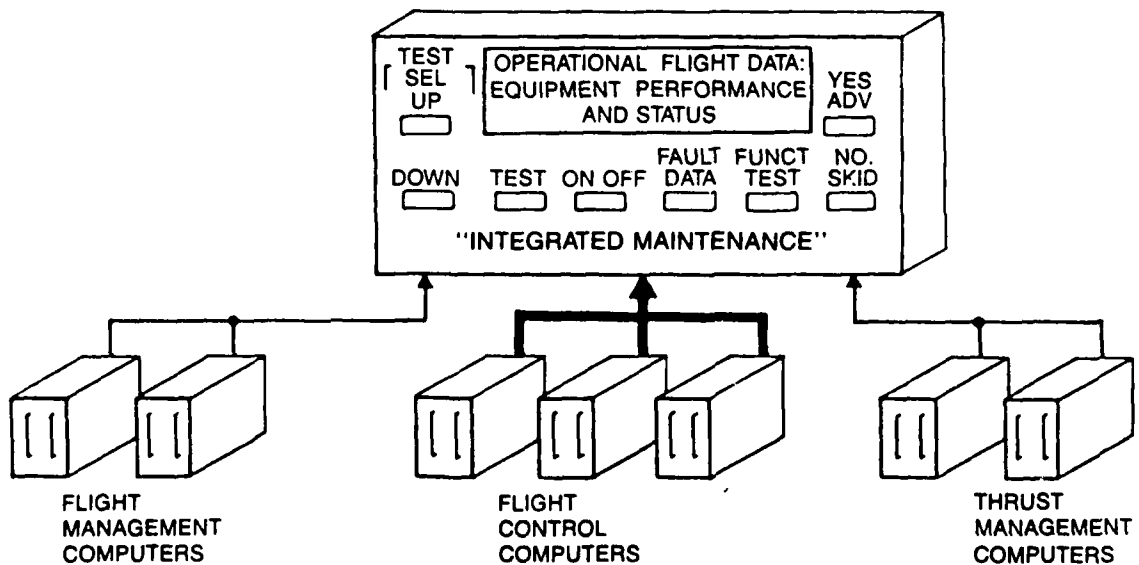 TEST
SEL
UP
OPERATIONAL FLIGHT DATA:
EQUIPMENT PERFORMANCE
AND STATUS
YES
ADV
DOWN
TEST
ON OFF
FAULT
DATA
FUNCT
TEST
NO.
SKID
"INTEGRATED MAINTENANCE"
FLIGHT
MANAGEMENT
COMPUTERS
FLIGHT
CONTROL
COMPUTERS
THRUST
MANAGEMENT
COMPUTERS